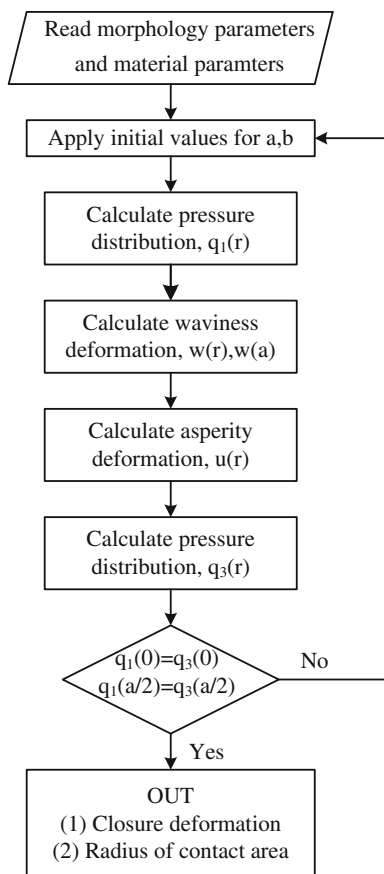 Read morphology parameters
and material paramters
Apply initial values for a,b
Calculate pressure
distribution, q₁(r)
Calculate waviness
deformation, w(r),w(a)
Calculate asperity
deformation, u(r)
Calculate pressure
distribution, q₃(r)
q₁(0)=q₃(0)
q₁(a/2)=q₃(a/2)
No
Yes
OUT
(1) Closure deformation
(2) Radius of contact area